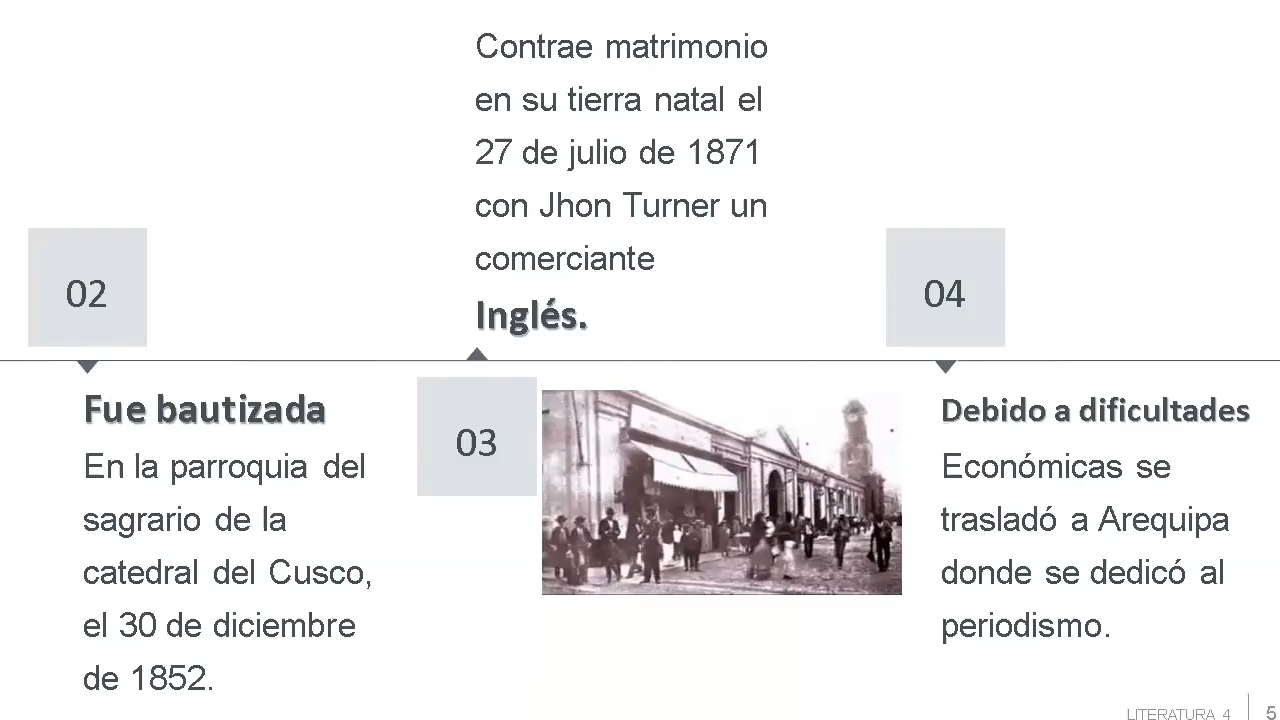 02
Fue bautizada
En la parroquia del
sagrario de la
catedral del Cusco,
el 30 de diciembre
de 1852.
Contrae matrimonio
en su tierra natal el
27 de julio de 1871
con Jhon Turner un
comerciante
Inglés.
03
04
Debido a dificultades
Económicas se
trasladó a Arequipa
donde se dedicó al
periodismo.
LITERATURA 4
5